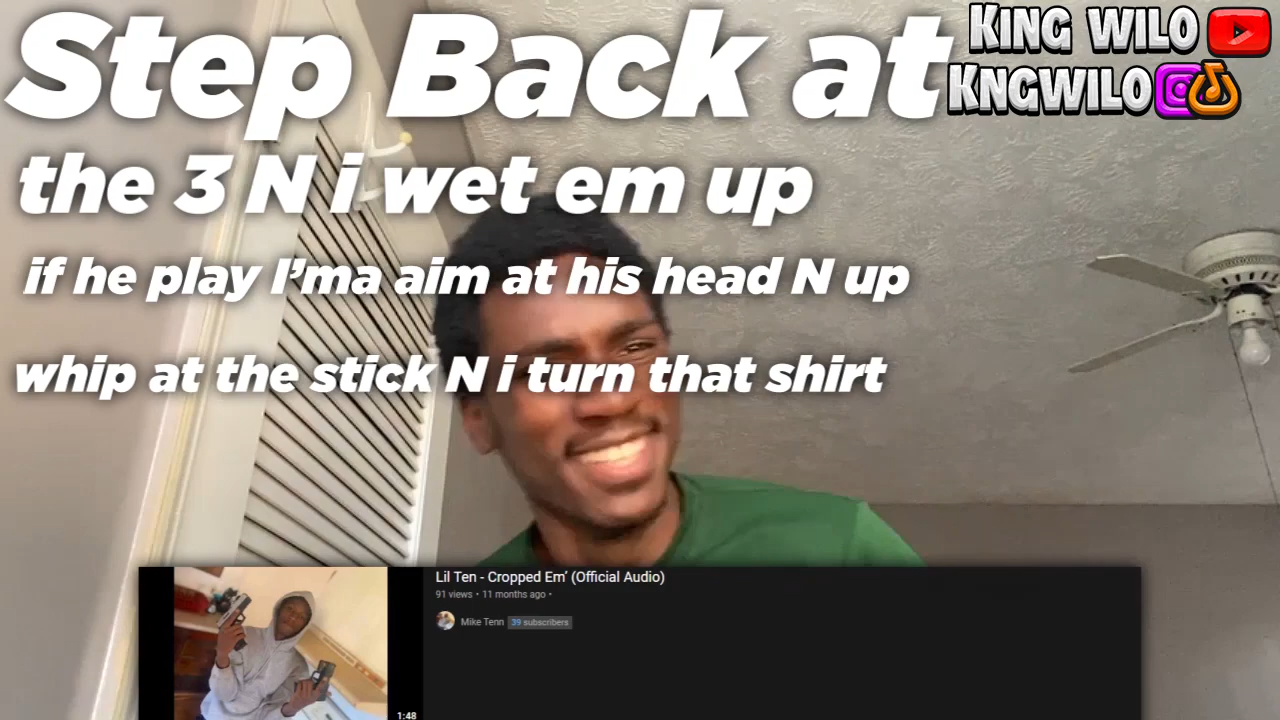 Step Back at
KING WILO
KNGWILO
the 3 N i wet em up
if he play I'ma aim at his head N up
whip at the stick N i turn that shirt
Lil Ten - Cropped Em' (Official Audio)
91 views • 11 months ago •
Mike Tenn 39 subscribers
1:48